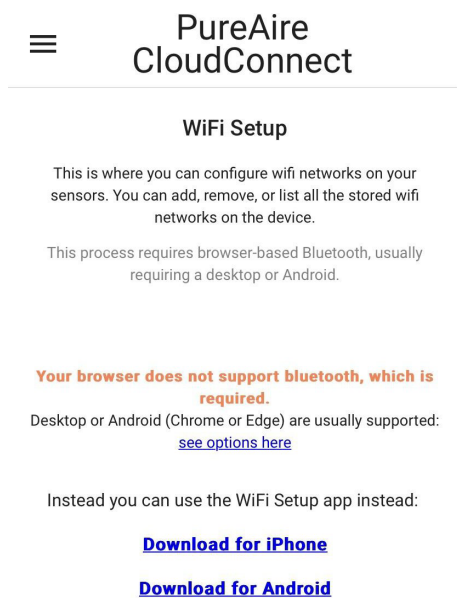 PureAire
CloudConnect
WiFi Setup
This is where you can configure wifi networks on your
sensors. You can add, remove, or list all the stored wifi
networks on the device.
This process requires browser-based Bluetooth, usually
requiring a desktop or Android.
Your browser does not support bluetooth, which is
required.
Desktop or Android (Chrome or Edge) are usually supported:
see options here
Instead you can use the WiFi Setup app instead:
Download for iPhone
Download for Android